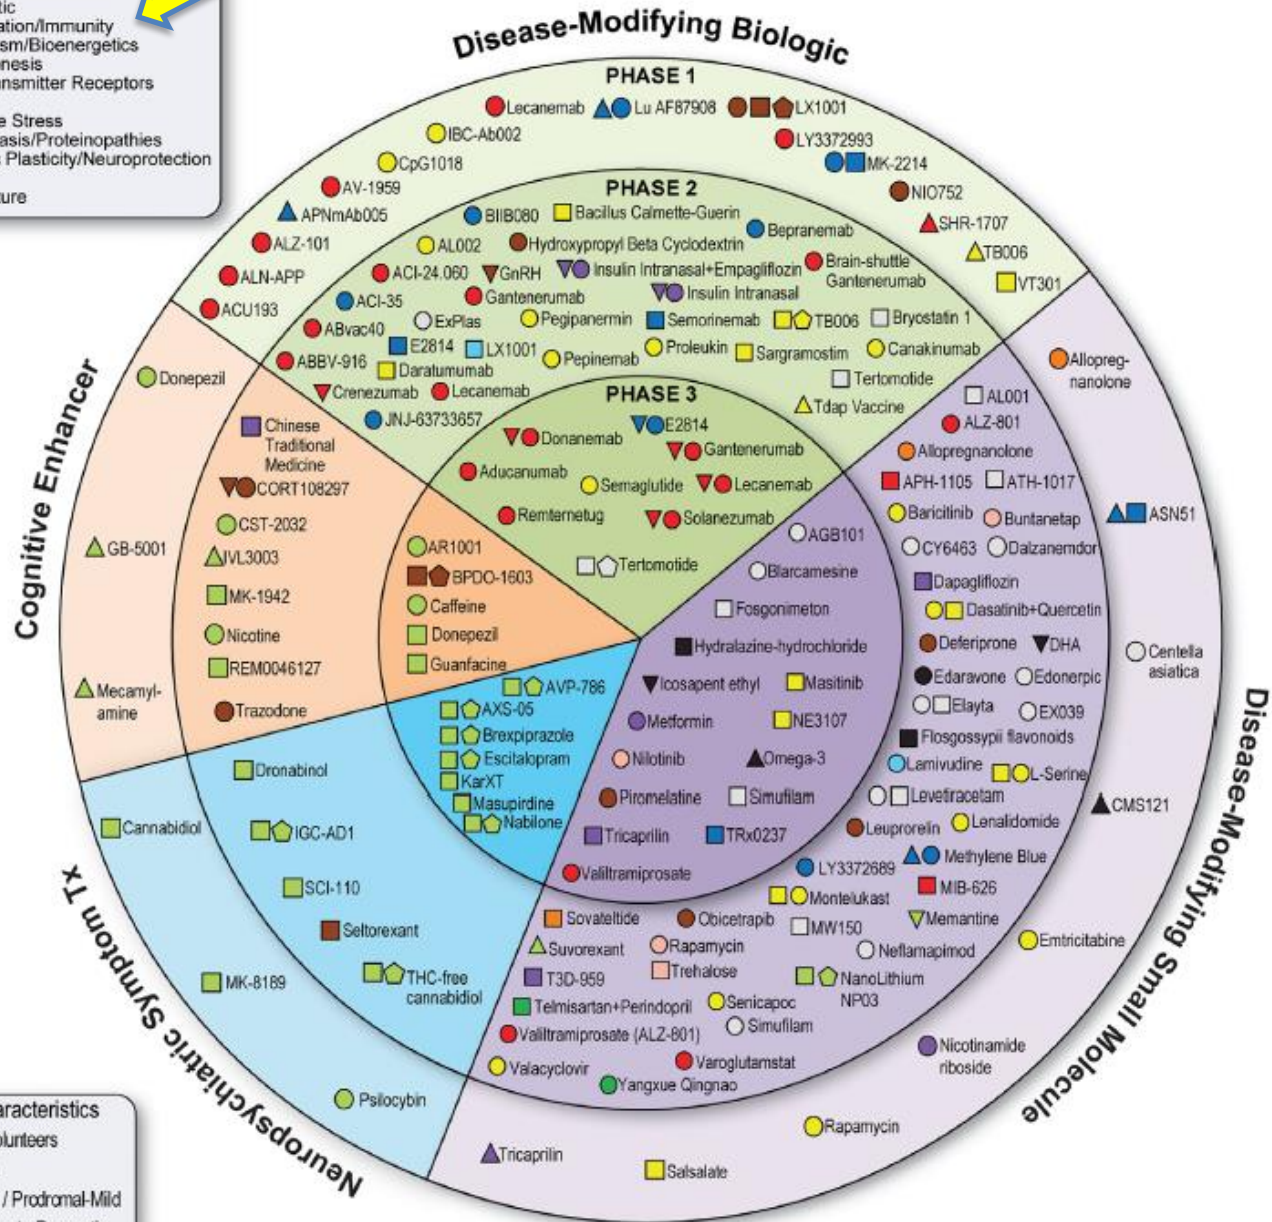 tic
ation/Immunity
sm/Bioenergetics
nesis
nsmitter Receptors
e Stress
asis/Proteinopathies
Plasticity/Neuroprotection
ture
Disease-Modifying Biologic
PHASE 1
Lecanemab
Lu AF87908
LX1001
IBC-Ab002
LY3372993
CpG1018
MK-2214
AV-1959
NIO752
APNmAb005
SHR-1707
ALZ-101
TB006
ALN-APP
VT301
ACU193
PHASE 2
BIIB080
Bacillus Calmette-Guerin
Bepranemab
AL002
Hydroxypropyl Beta Cyclodextrin
ACI-24.060
GnRH
Insulin Intranasal+Empagliflozin
Brain-shuttle
Gantenerumab
ACI-35
Gantenerumab
Insulin Intranasal
ABvac40
ExPlas
Pegipanermin
Semorinemab
TB006
Bryostatin 1
E2814
LX1001
Pepinemab
Proleukin
Sargramostim
Canakinumab
ABBV-916
Daratumumab
Crenezumab
Lecanemab
Tertomotide
JNJ-63733657
Tdap Vaccine
PHASE 3
E2814
Donanemab
Gantenerumab
Aducanumab
Semaglutide
Lecanemab
Remternetug
Solanezumab
Tertomotide
Cognitive Enhancer
Donepezil
GB-5001
Mecamyl-
amine
Chinese
Traditional
Medicine
CORT108297
CST-2032
IVL3003
MK-1942
Nicotine
REM0046127
Trazodone
AR1001
BPDO-1603
Caffeine
Donepezil
Guanfacine
Neuropsychiatric Symptom Tx
Cannabidiol
MK-8189
Psilocybin
Dronabinol
IGC-AD1
SCI-110
Seltorexant
THC-free
cannabidiol
AVP-786
AXS-05
Brexpiprazole
Escitalopram
KarXT
Masupirdine
Nabilone
Disease-Modifying Small Molecule
AGB101
Blarcamesine
Fosgonimeton
Hydralazine-hydrochloride
Icosapent ethyl
Masitinib
Metformin
NE3107
Nilotinib
Omega-3
Piromelatine
Simufilam
Tricaprilin
TRx0237
Valiltramiprosate
AL001
ALZ-801
Allopregnanolone
APH-1105
ATH-1017
Baricitinib
Buntanetap
CY6463
Dalzanemdor
Dapagliflozin
Dasatinib+Quercetin
Deferiprone
DHA
Edaravone
Edonerpic
Elayta
EX039
Flosgossypii flavonoids
Lamivudine
L-Serine
Levetiracetam
Leuprorelin
Lenalidomide
LY3372689
Methylene Blue
Montelukast
MIB-626
MW150
Memantine
Neflamapimod
Sovateltide
Obicetrapib
Suvorexant
Rapamycin
T3D-959
Trehalose
NanoLithium
NP03
Telmisartan+Perindopril
Senicapoc
Valiltramiprosate (ALZ-801)
Simufilam
Valacyclovir
Varoglutamstat
Yangxue Qingnao
Allopreg-
nanolone
ASN51
Centella
asiatica
CMS121
Emtricitabine
Nicotinamide
riboside
Rapamycin
Salsalate
Tricaprilin
aracteristics
olunteers
/ Prodromal-Mild